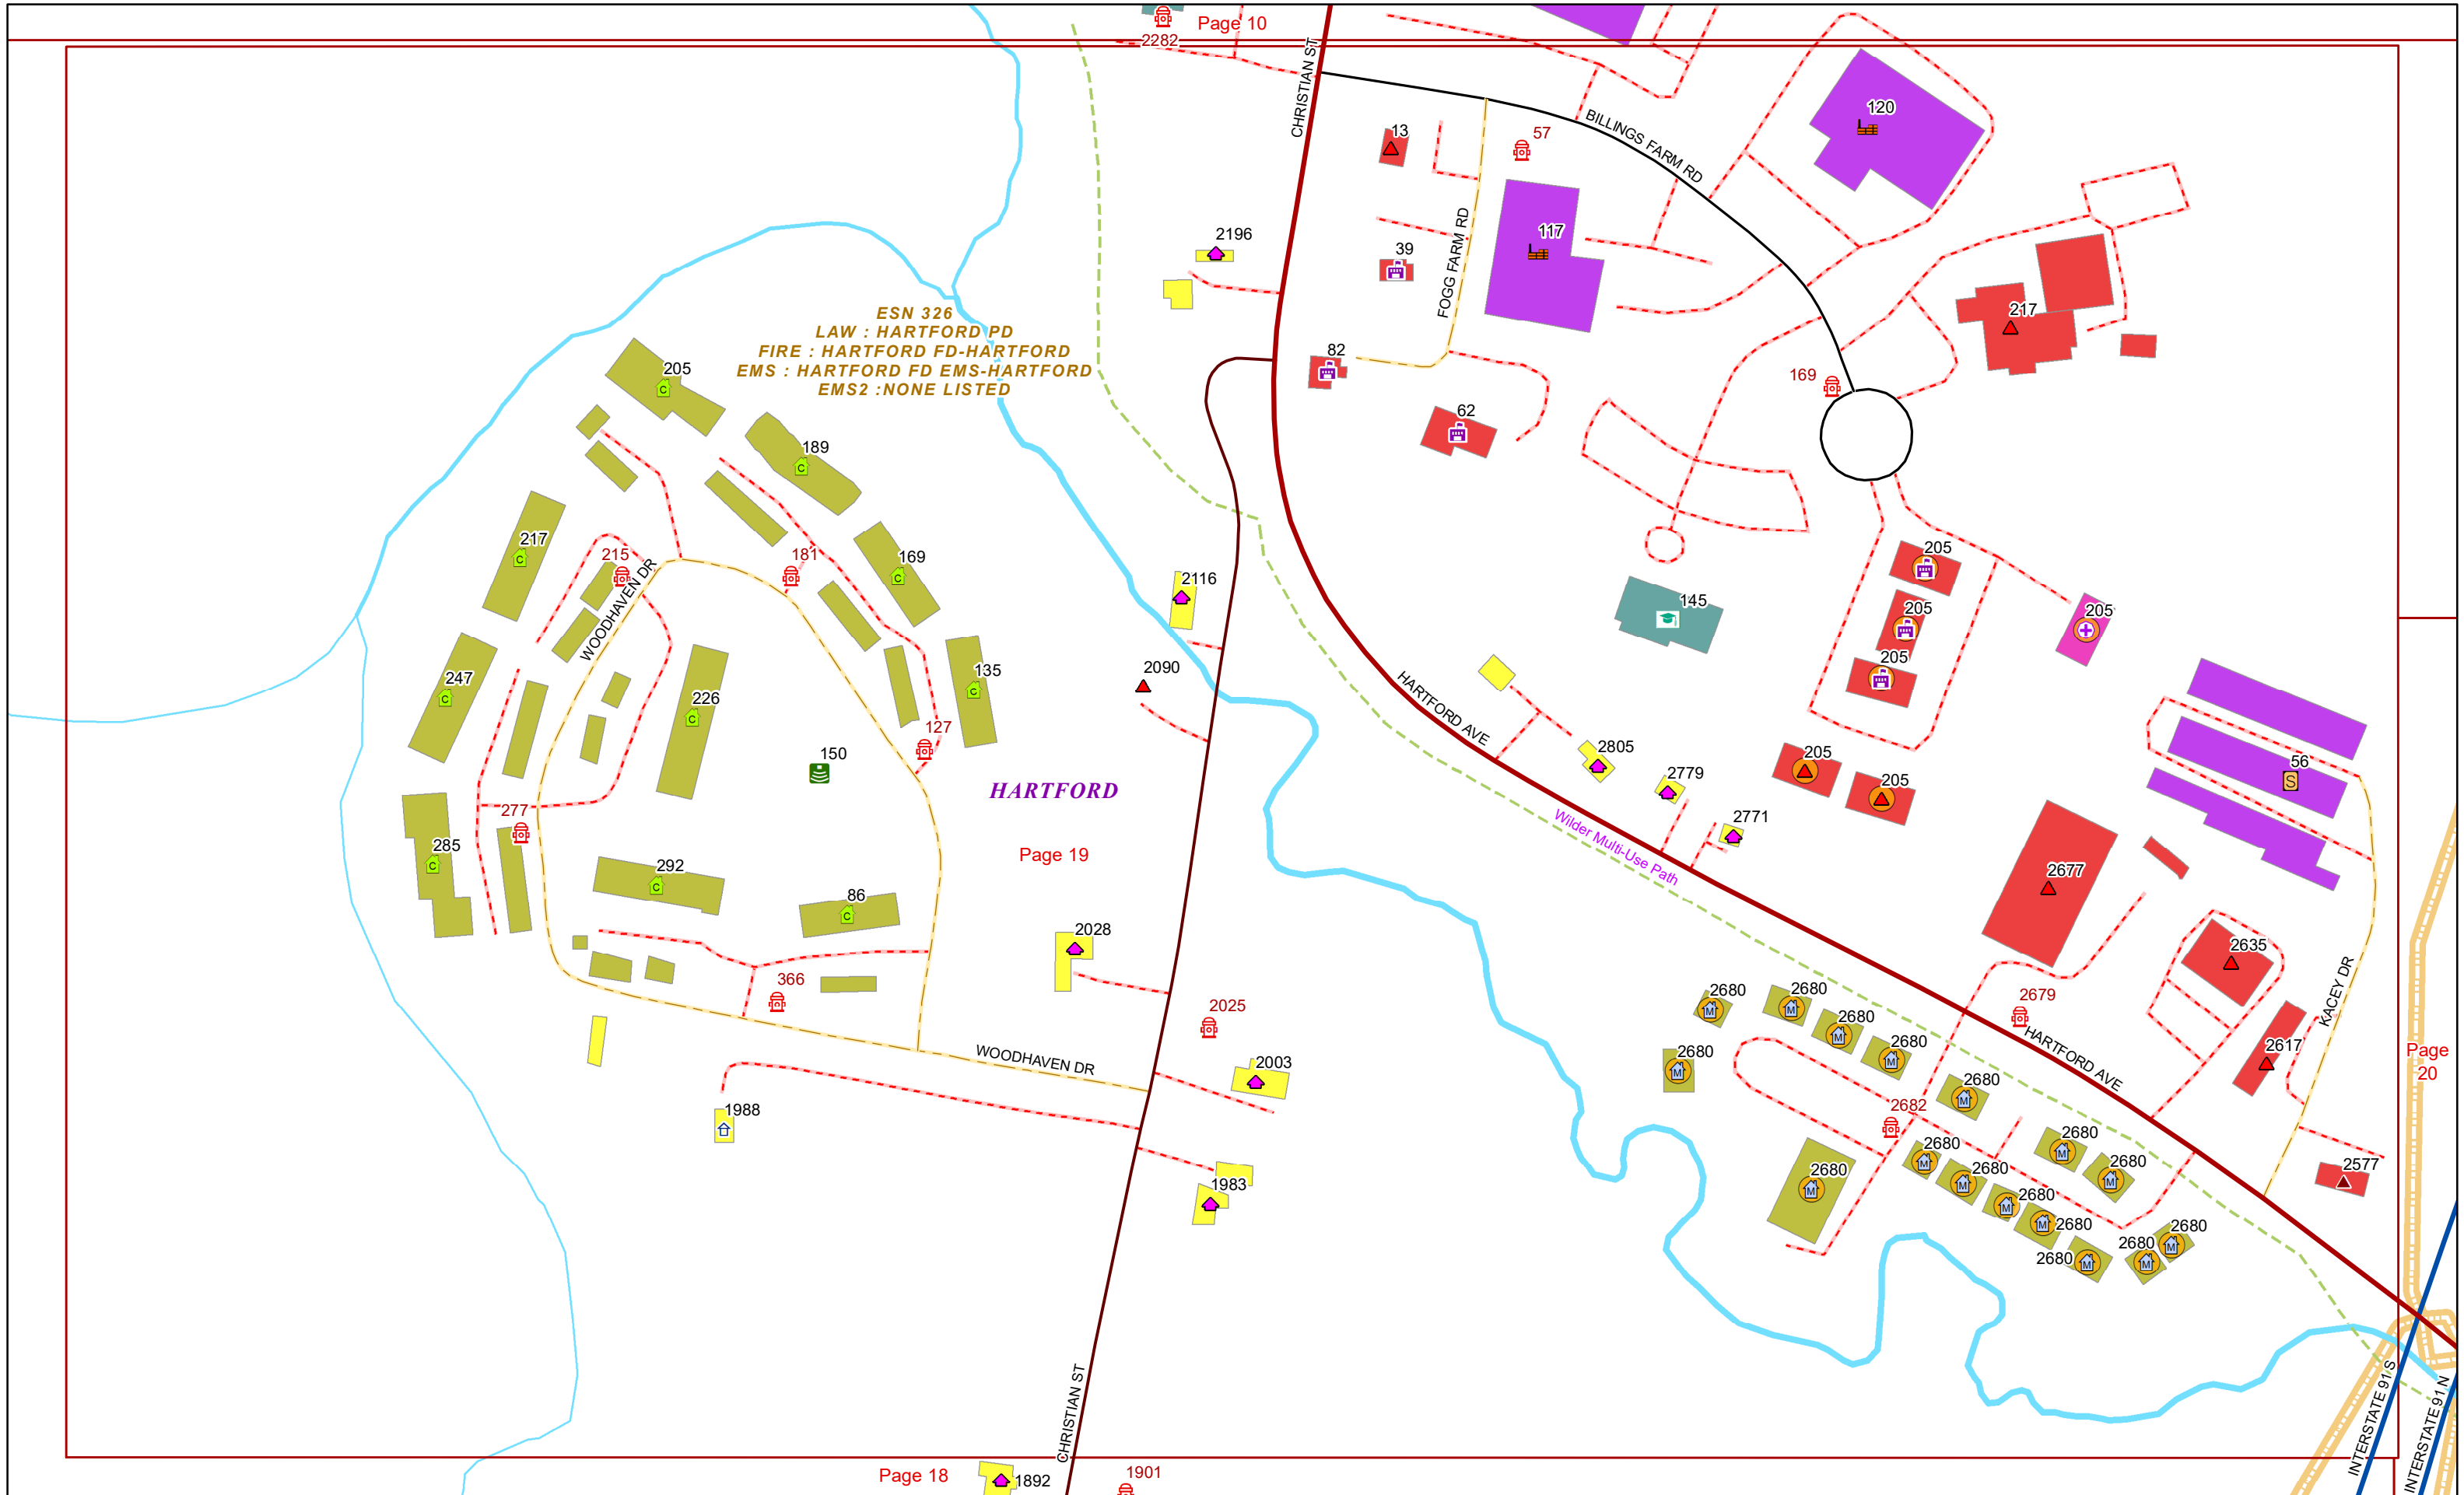 Page 10
2282
CHRISTIAN ST
120
13
57
BILLINGS FARM RD
FOGG FARM RD
117
2196
39
217
ESN 326
LAW : HARTFORD PD
FIRE : HARTFORD FD-HARTFORD
EMS : HARTFORD FD EMS-HARTFORD
EMS2 :NONE LISTED
82
169
205
C
62
189
C
217
C
215
181
169
C
WOODHAVEN DR
2116
145
205
205
205
205
247
C
226
C
135
C
2090
HARTFORD AVE
127
150
2805
2779
2771
205
205
56
S
HARTFORD
277
Wilder Multi-Use Path
285
C
Page 19
292
C
86
C
2677
2028
2635
366
2025
2679
KACEY DR
2680
M
2680
M
2680
M
2680
M
2680
M
2680
M
WOODHAVEN DR
2003
HARTFORD AVE
2617
Page
20
1988
2682
2680
M
2680
M
2680
M
2680
M
2680
M
2680
M
2680
M
2680
M
2680
M
2680
M
2577
1983
CHRISTIAN ST
INTERSTATE 91 S
INTERSTATE 91 N
Page 18
1892
1901